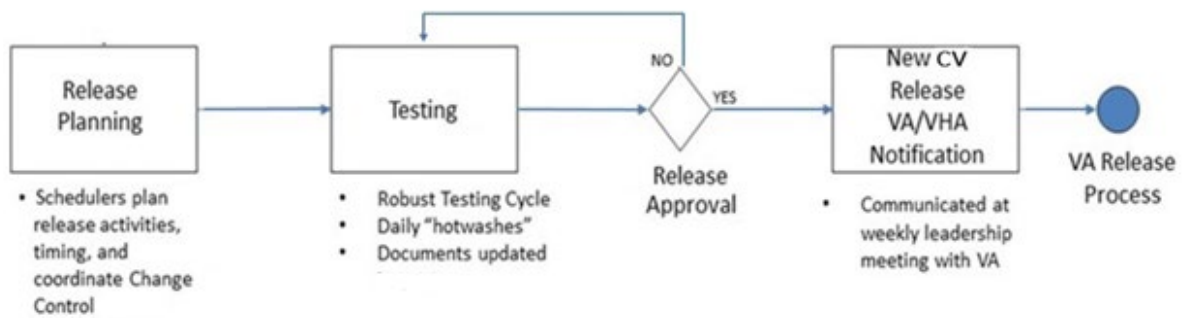 Release
Planning
• Schedulers plan
release activities,
timing, and
coordinate Change
Control
Testing
• Robust Testing Cycle
• Daily “hotwashes”
• Documents updated
NO
YES
Release
Approval
New CV
Release
VA/VHA
Notification
• Communicated at
weekly leadership
meeting with VA
VA Release
Process